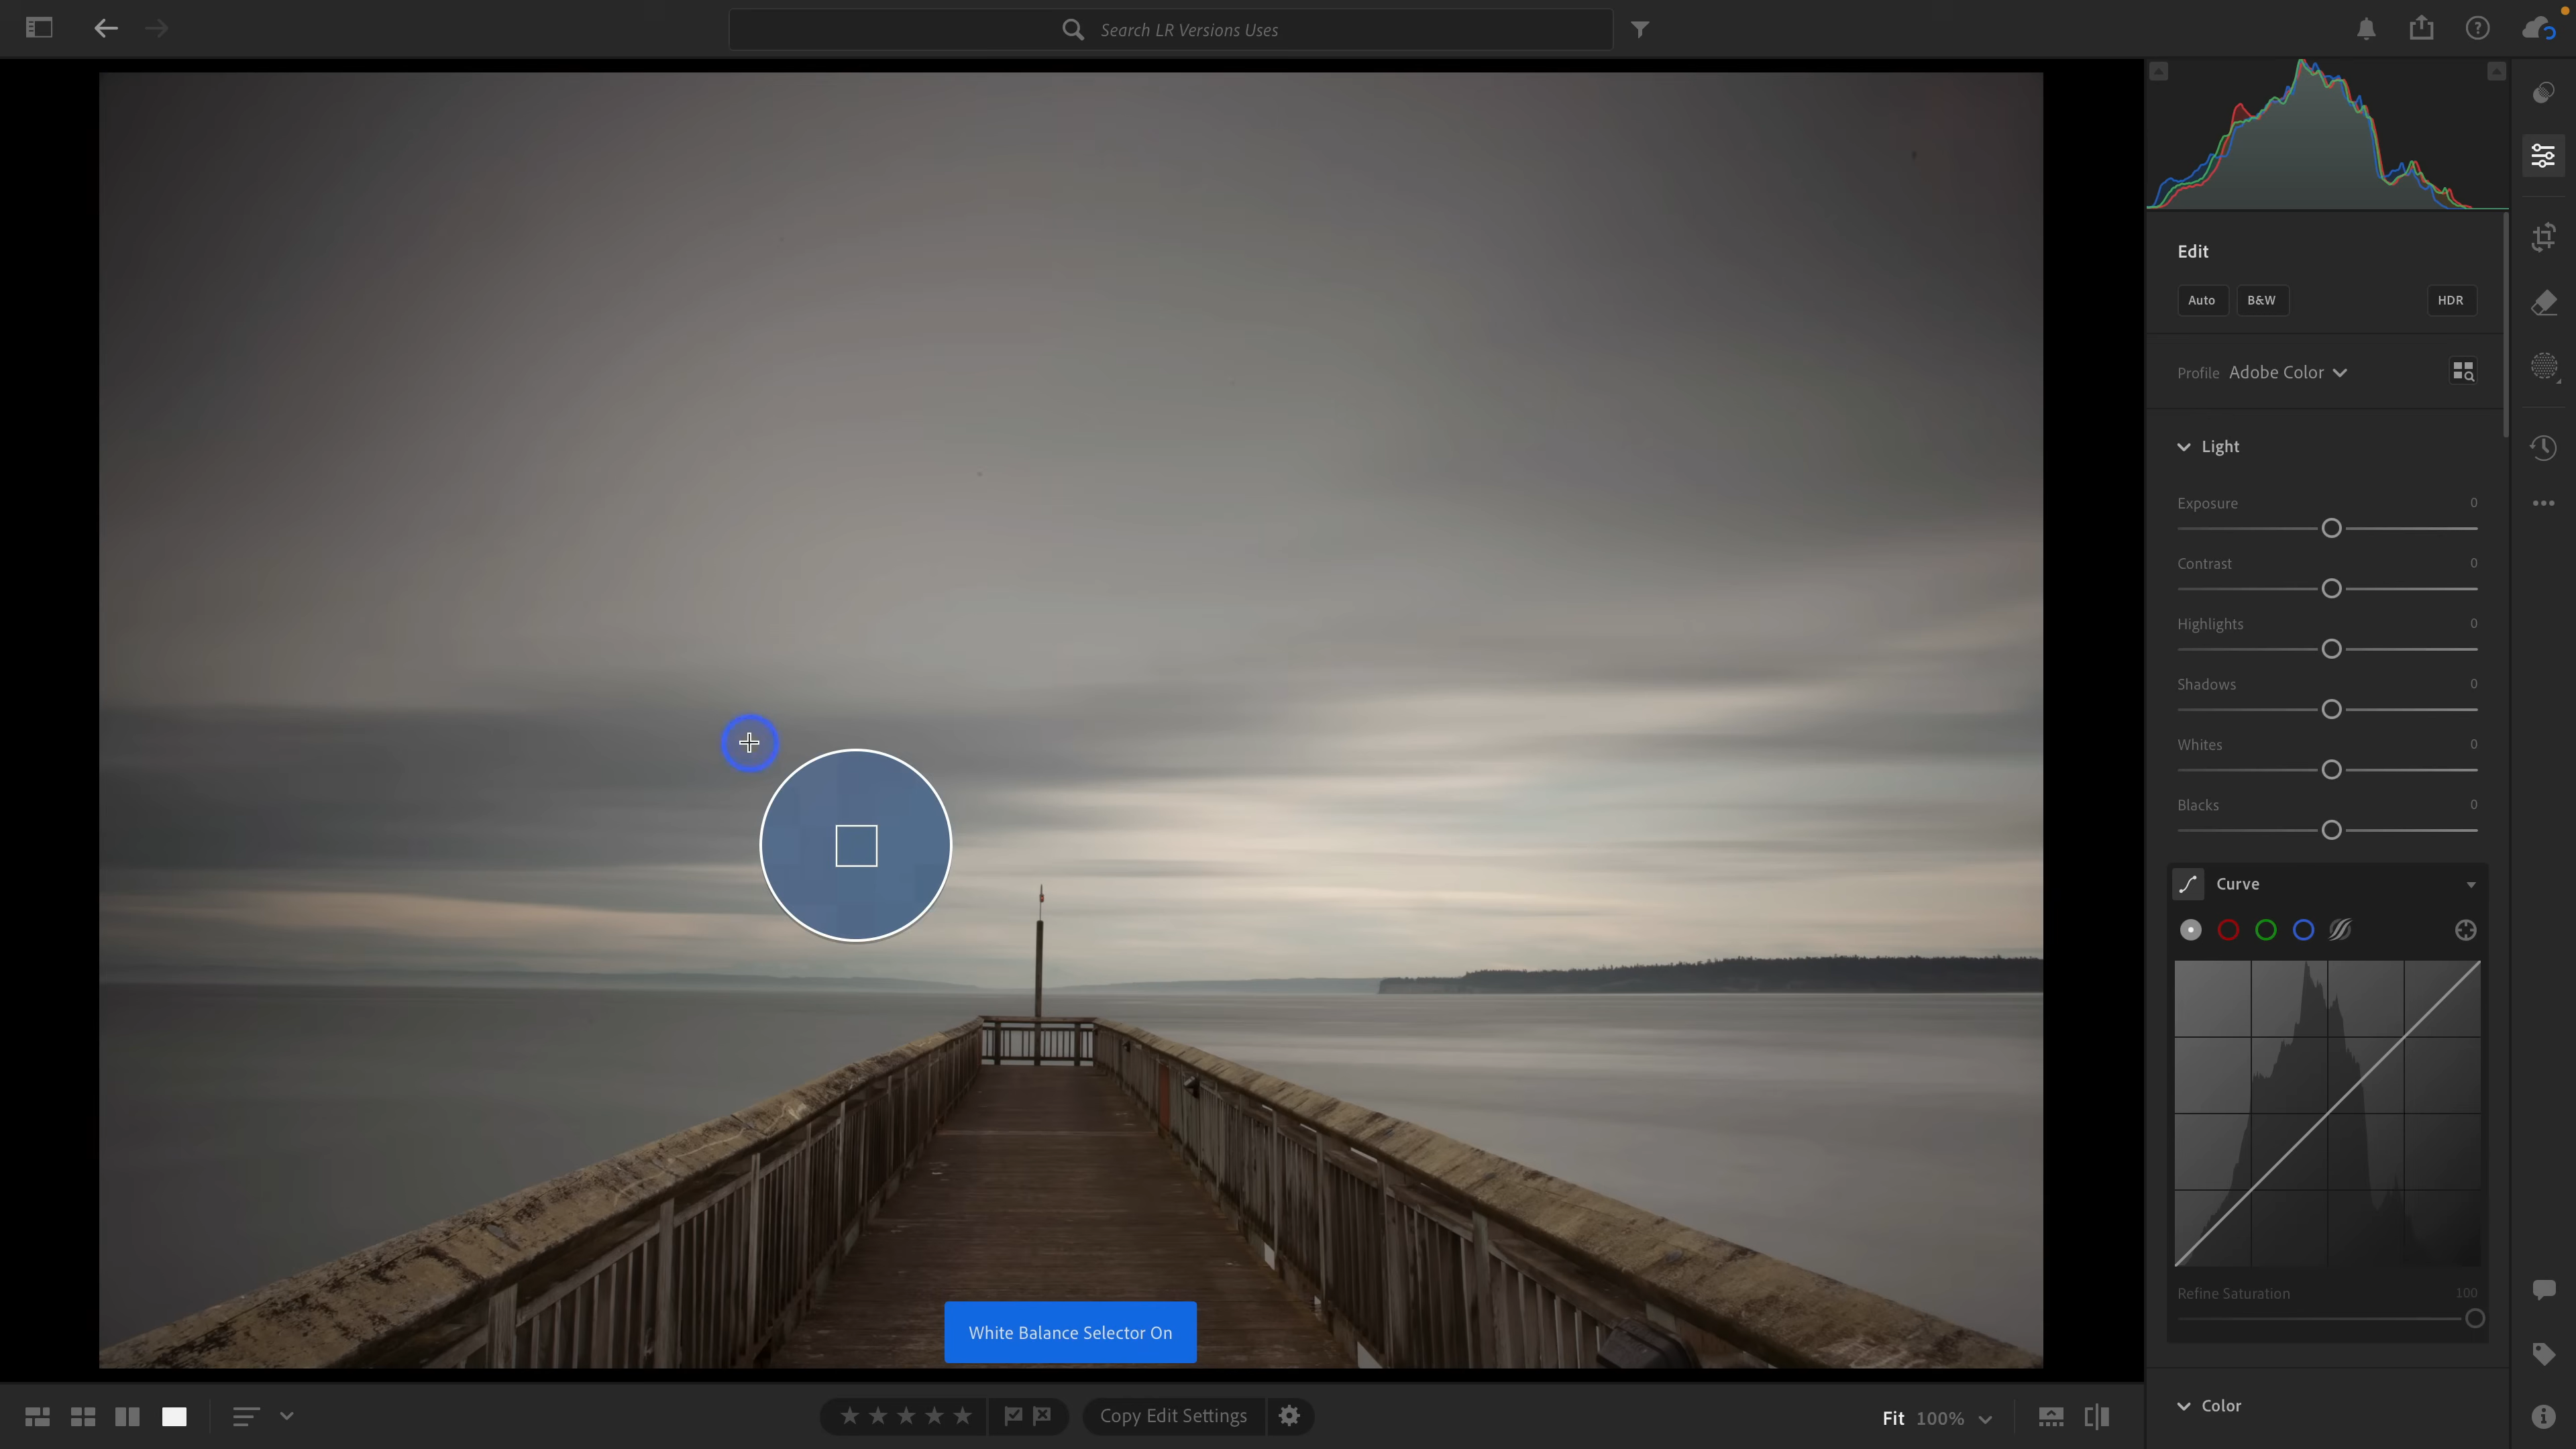 Search LR Versions Uses
Edit
Auto B&W HDR
Profile Adobe Color
Light
Exposure 0
Contrast 0
Highlights 0
Shadows 0
Whites 0
Blacks 0
Curve
Refine Saturation 100
Color
White Balance Selector On
Copy Edit Settings
Fit 100%